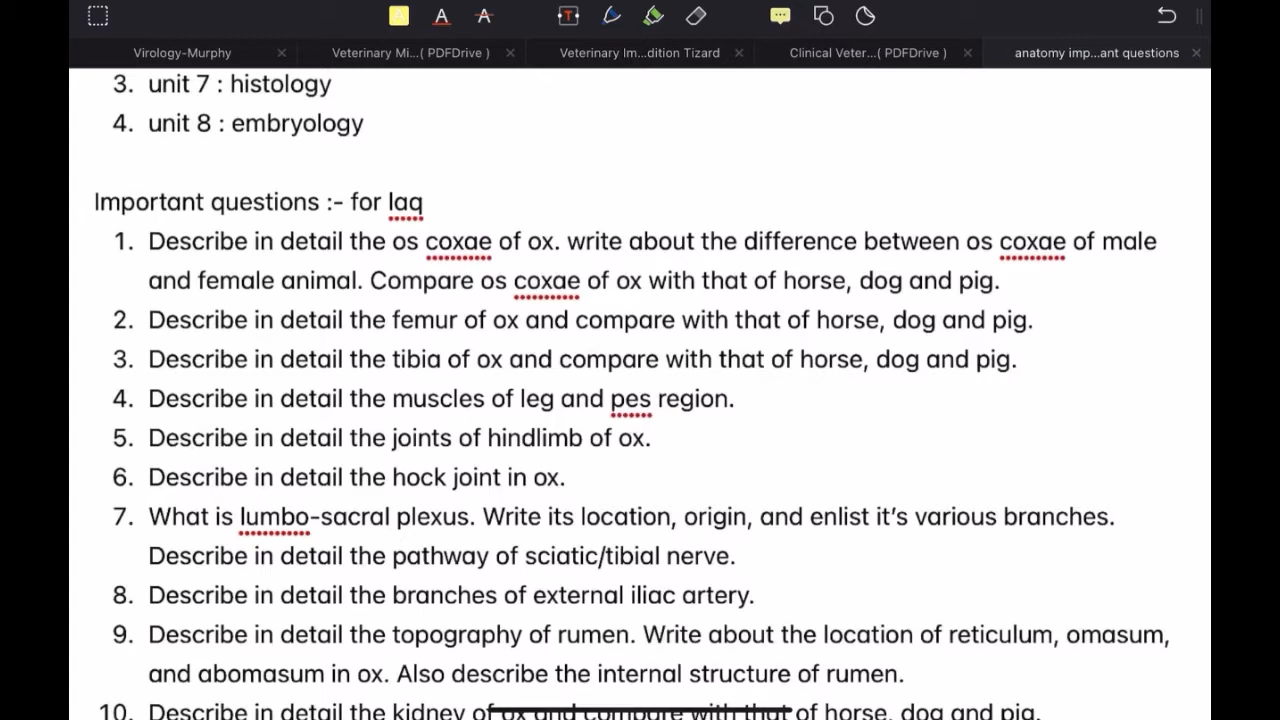 A A A T
Virology-Murphy × Veterinary Mi...( PDFDrive ) × Veterinary Im...dition Tizard × Clinical Veter...( PDFDrive ) × anatomy imp...ant questions ×
3. unit 7 : histology
4. unit 8 : embryology
Important questions :- for laq
1. Describe in detail the os coxae of ox. write about the difference between os coxae of male
and female animal. Compare os coxae of ox with that of horse, dog and pig.
2. Describe in detail the femur of ox and compare with that of horse, dog and pig.
3. Describe in detail the tibia of ox and compare with that of horse, dog and pig.
4. Describe in detail the muscles of leg and pes region.
5. Describe in detail the joints of hindlimb of ox.
6. Describe in detail the hock joint in ox.
7. What is lumbo-sacral plexus. Write its location, origin, and enlist it’s various branches.
Describe in detail the pathway of sciatic/tibial nerve.
8. Describe in detail the branches of external iliac artery.
9. Describe in detail the topography of rumen. Write about the location of reticulum, omasum,
and abomasum in ox. Also describe the internal structure of rumen.
10. Describe in detail the kidney of ox and compare with that of horse, dog and pig.